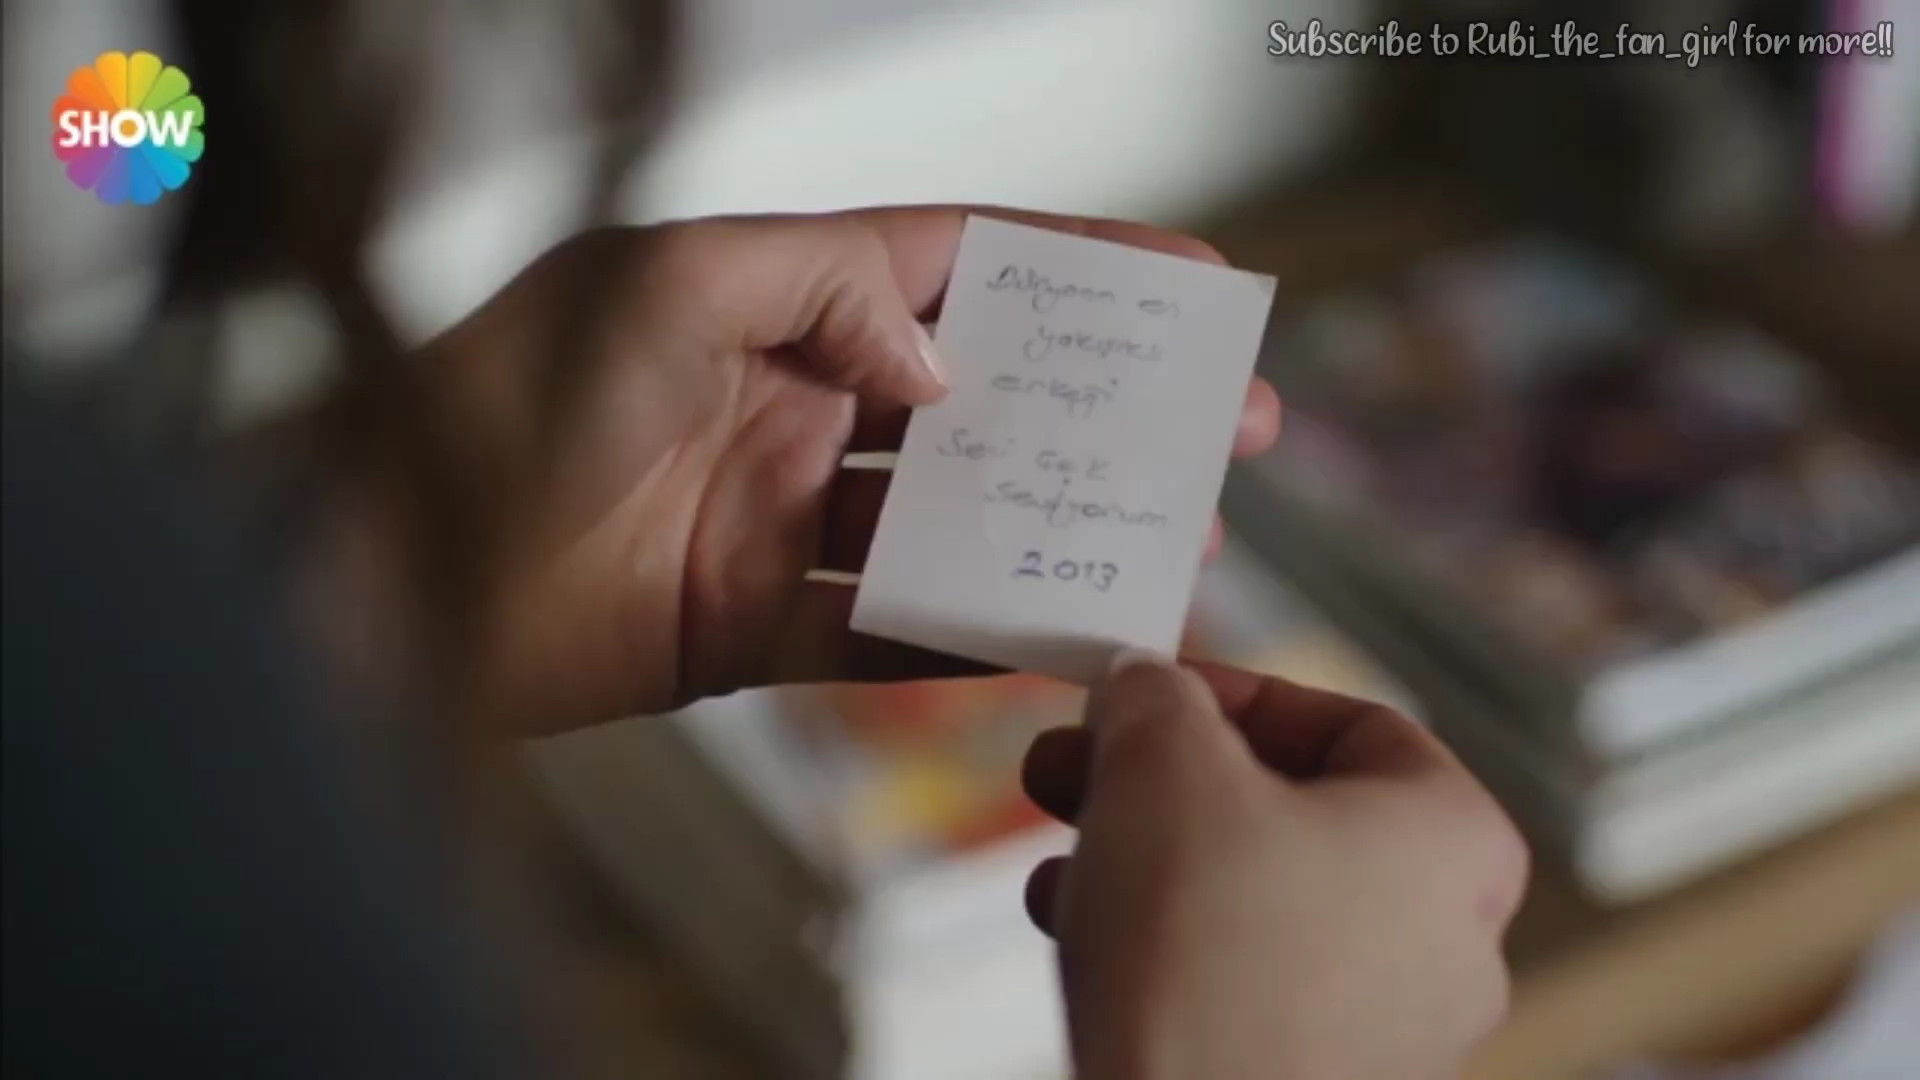 SHOW
Subscribe to Rubi_the_fan_girl for more!!
Dünyanın en
yakışıklı
erkeği
Seni çok
seviyorum
2013